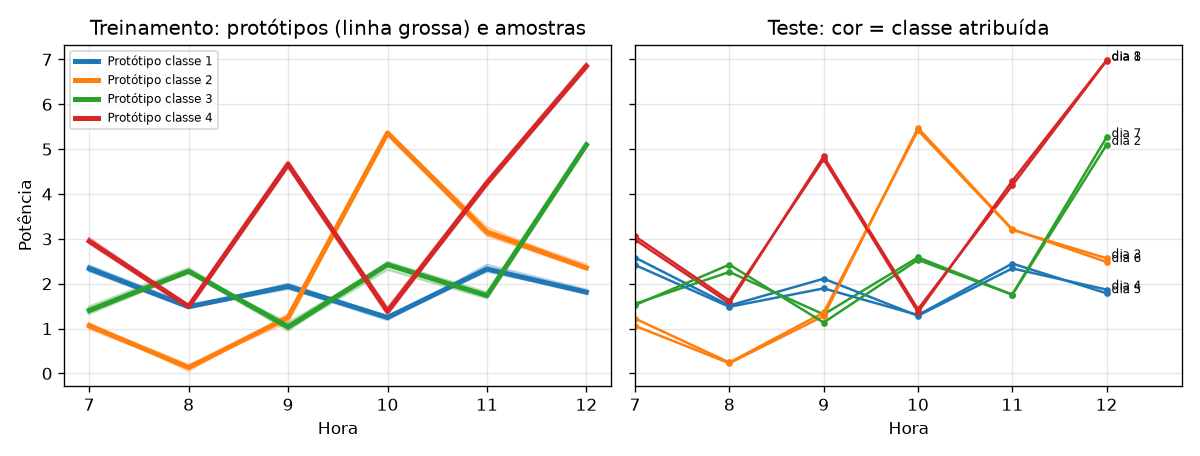 Treinamento: protótipos (linha grossa) e amostras
Protótipo classe 1
Protótipo classe 2
Protótipo classe 3
Protótipo classe 4
Potência
7
6
5
4
3
2
1
0
7 8 9 10 11 12
Hora
Teste: cor = classe atribuída
dia 7
dia 2
dia 4
7 8 9 10 11 12
Hora